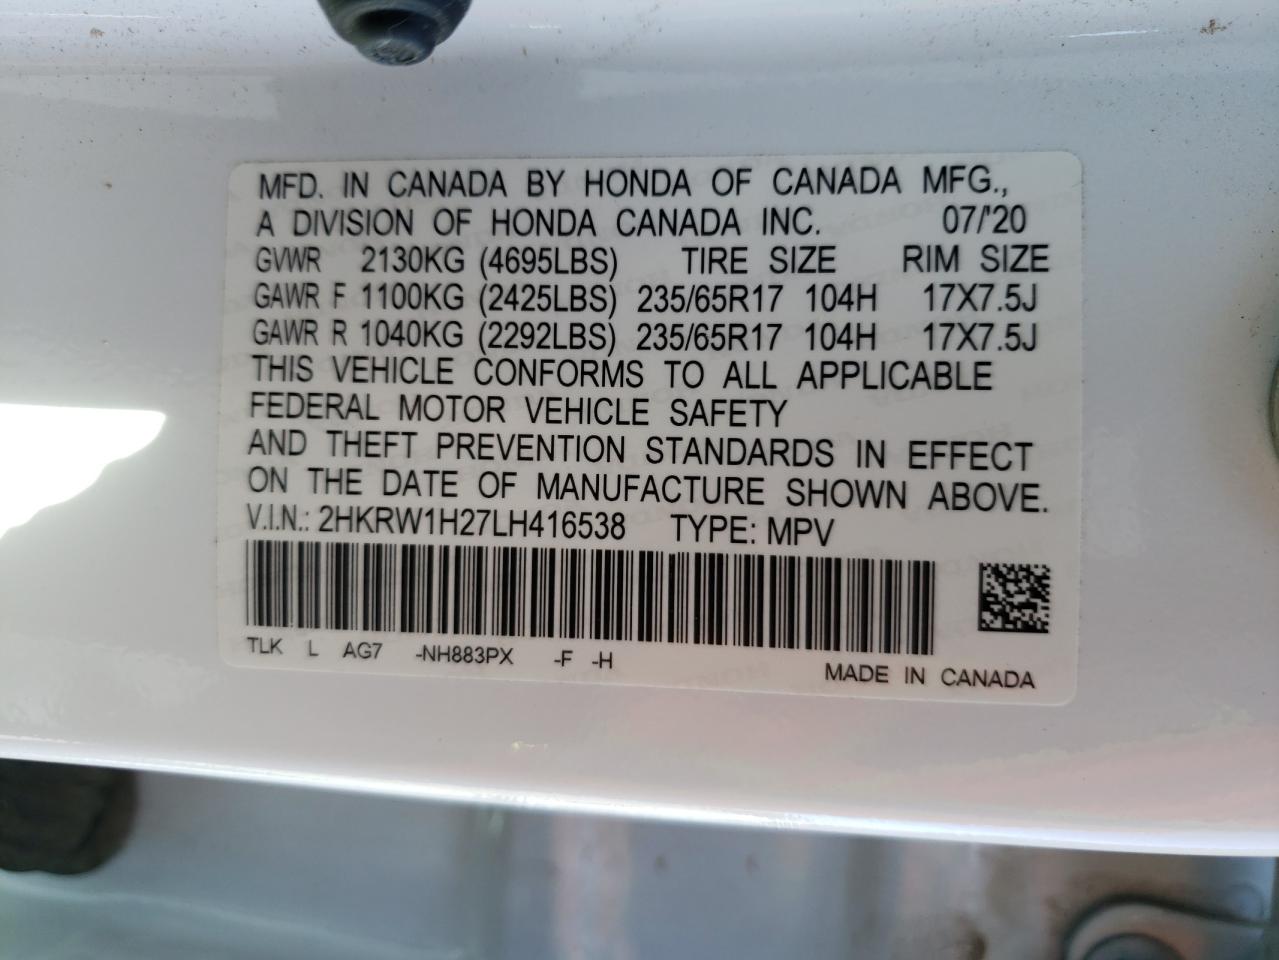 MFD. IN CANADA BY HONDA OF CANADA MFG.,
A DIVISION OF HONDA CANADA INC. 07/'20
GVWR 2130KG (4695LBS) TIRE SIZE RIM SIZE
GAWR F 1100KG (2425LBS) 235/65R17 104H 17X7.5J
GAWR R 1040KG (2292LBS) 235/65R17 104H 17X7.5J
THIS VEHICLE CONFORMS TO ALL APPLICABLE
FEDERAL MOTOR VEHICLE SAFETY
AND THEFT PREVENTION STANDARDS IN EFFECT
ON THE DATE OF MANUFACTURE SHOWN ABOVE.
V.I.N.: 2HKRW1H27LH416538 TYPE: MPV
TLK L AG7 -NH883PX -F -H
MADE IN CANADA